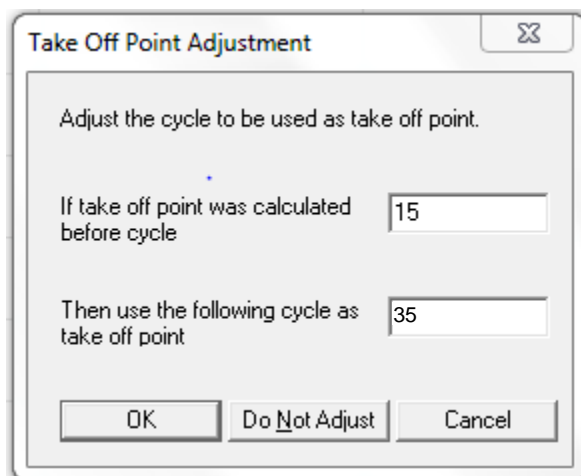 Take Off Point Adjustment
Adjust the cycle to be used as take off point.
If take off point was calculated
before cycle
15
Then use the following cycle as
take off point
35
OK
Do Not Adjust
Cancel